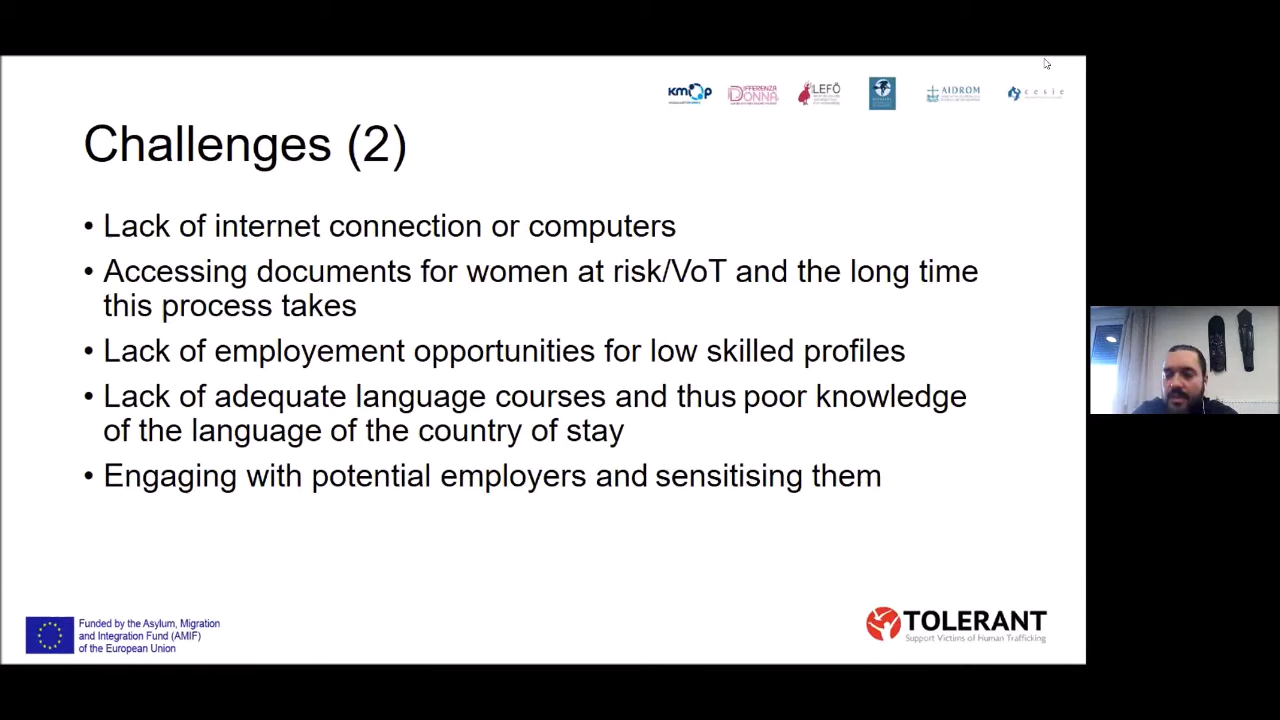 KMOP
DIFFERENZA
DONNA
LEFÖ
AIDROM
cesie
Challenges (2)
• Lack of internet connection or computers
• Accessing documents for women at risk/VoT and the long time
this process takes
• Lack of employement opportunities for low skilled profiles
• Lack of adequate language courses and thus poor knowledge
of the language of the country of stay
• Engaging with potential employers and sensitising them
Funded by the Asylum, Migration
and Integration Fund (AMIF)
of the European Union
TOLERANT
Support Victims of Human Trafficking